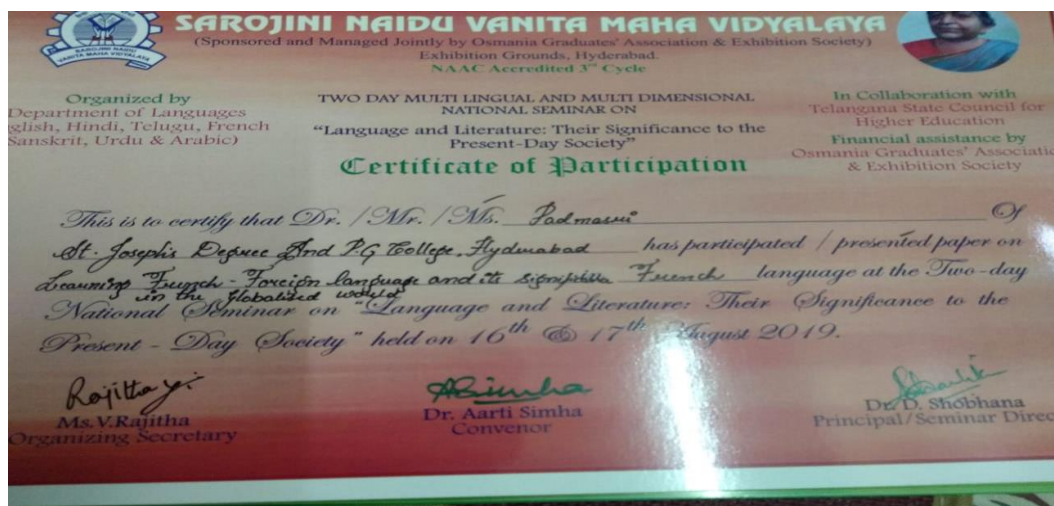 SAROJINI NAIDU VANITA MAHA VIDYALAYA
(Sponsored and Managed Jointly by Osmania Graduates' Association & Exhibition Society)
Exhibition Grounds, Hyderabad.
NAAC Accredited 3rd Cycle
SAROJINI NAIDU
VANITA MAHA VIDYALAYA
Organized by
Department of Languages
glish, Hindi, Telugu, French
Sanskrit, Urdu & Arabic)
TWO DAY MULTI LINGUAL AND MULTI DIMENSIONAL
NATIONAL SEMINAR ON
"Language and Literature: Their Significance to the
Present-Day Society"
Certificate of Participation
In Collaboration with
Telangana State Council for
Higher Education
Financial assistance by
Osmania Graduates' Associatio
& Exhibition Society
This is to certify that Dr. / Mr. / Ms. Padmasri Of
St. Joseph's Degree And P.G College, Hyderabad has participated / presented paper on
Learning French - Foreign language and its French language at the Two-day
in the Globalized world
National Seminar on "Language and Literature: Their Significance to the
Present - Day Society" held on 16th & 17th August 2019.
Rajitha
Ms.V.Rajitha
Organizing Secretary
ASimha
Dr. Aarti Simha
Convenor
Dr. D. Shobhana
Principal/Seminar Direc